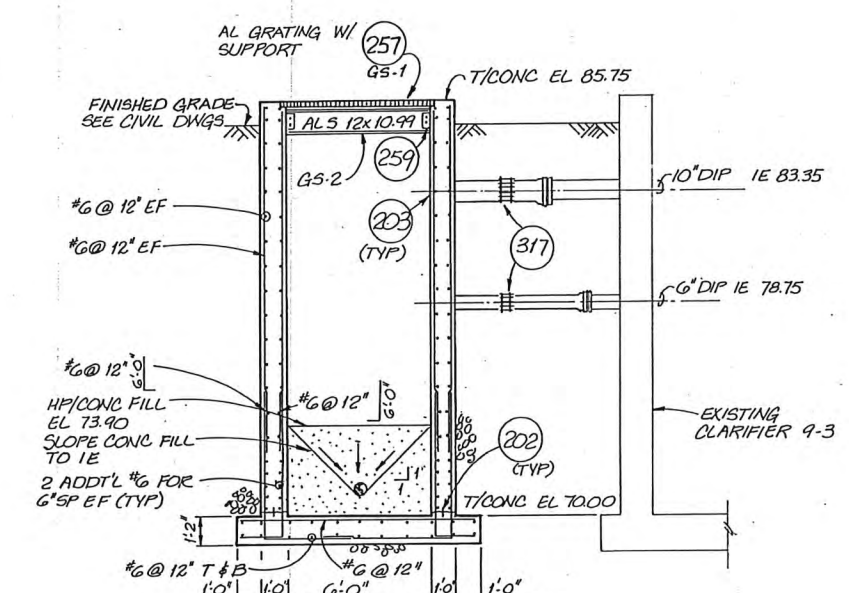 AL GRATING W/
SUPPORT
257
GS-1
T/CONC EL 85.75
FINISHED GRADE
SEE CIVIL DWGS
AL S 12x10.99
259
GS-2
10" DIP IE 83.35
#6 @ 12" EF
203
(TYP)
#6 @ 12" EF
317
6" DIP IE 78.75
#6 @ 12"
6'-0"
#6 @ 12"
6'-0"
HP/CONC FILL
EL 73.90
SLOPE CONC FILL
TO IE
EXISTING
CLARIFIER 9-3
202
(TYP)
1
1
2 ADDT'L #6 FOR
6" SP EF (TYP)
T/CONC EL 70.00
1'-2"
#6 @ 12" T & B
#6 @ 12"
1'-0"
1'-0"
6'-0"
1'-0"
1'-0"